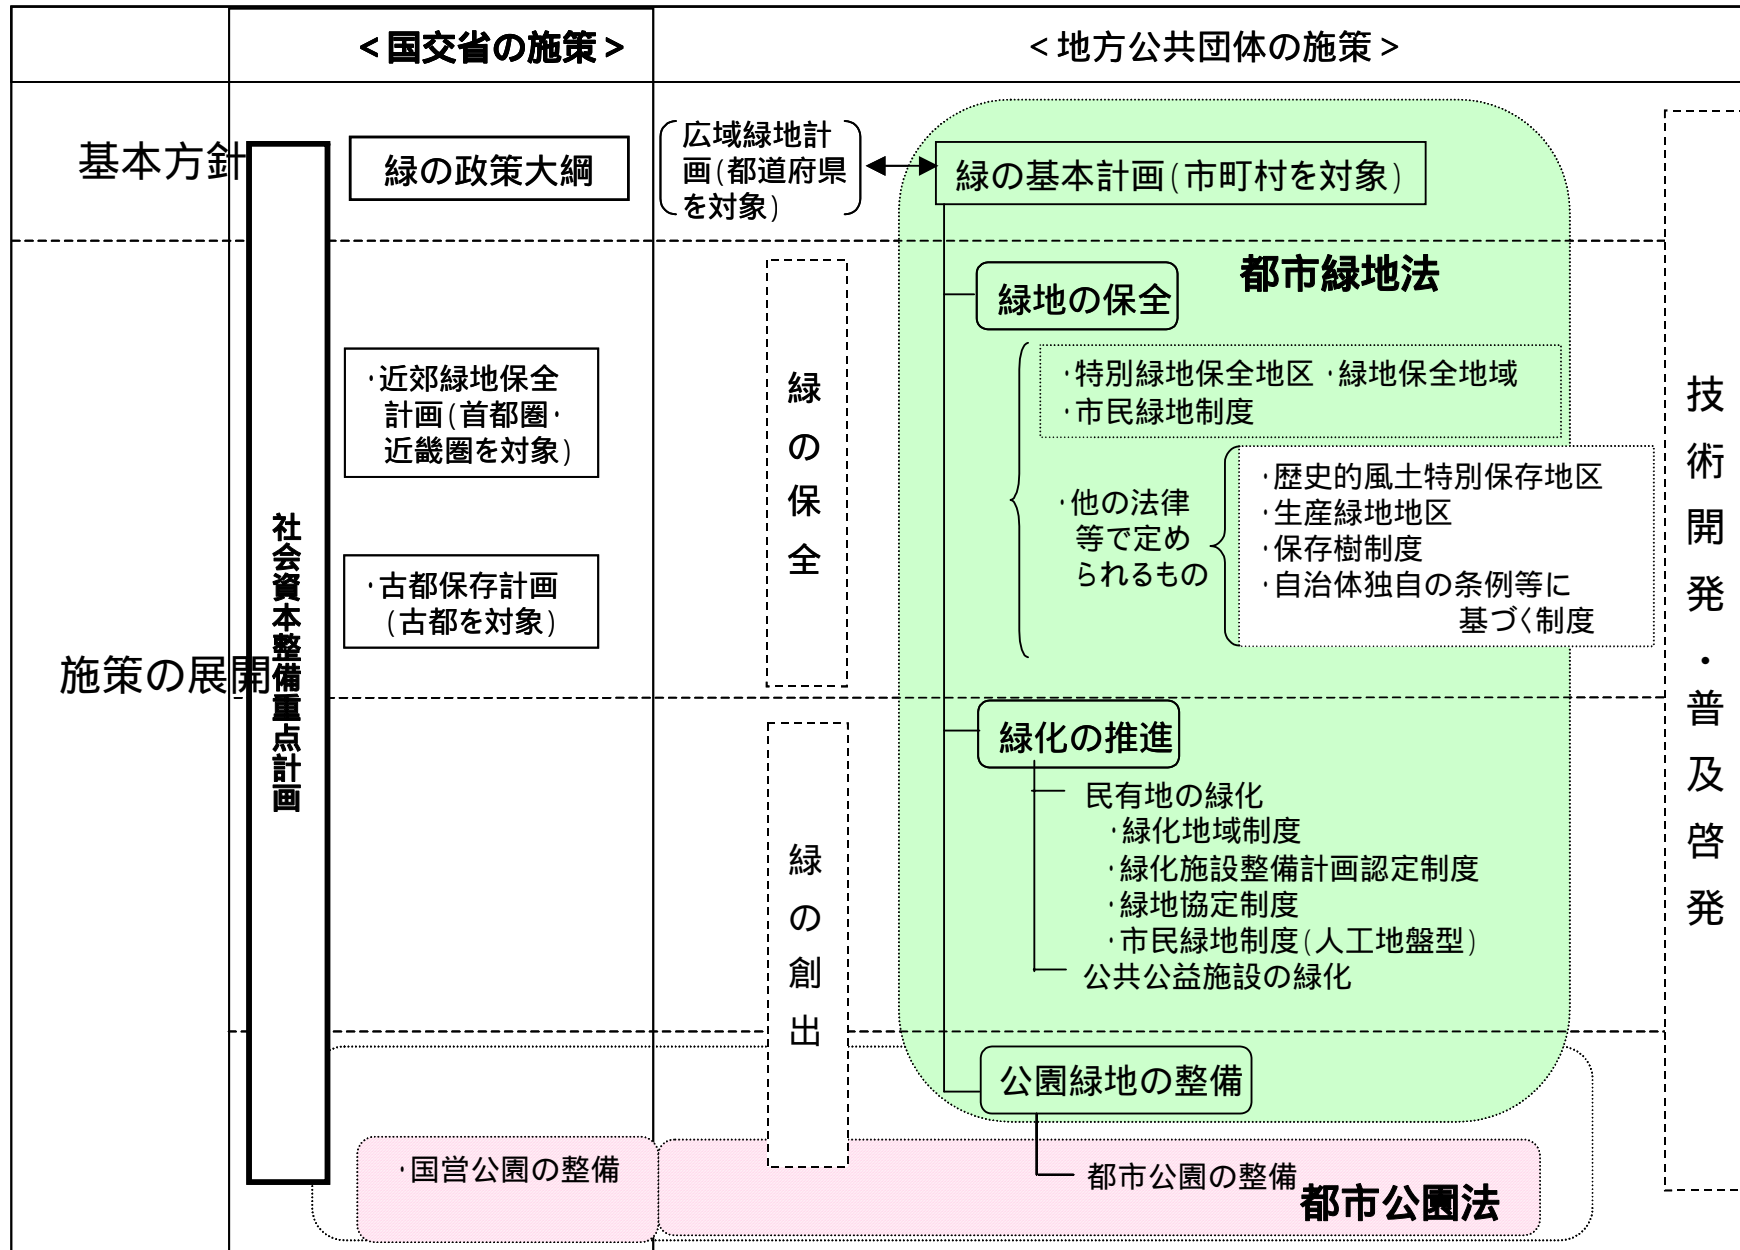 <国交省の施策>
<地方公共団体の施策>
基本方針
緑の政策大綱
広域緑地計
画(都道府県
を対象)
緑の基本計画(市町村を対象)
施策の展開
社会資本整備重点計画
・近郊緑地保全
計画(首都圏・
近畿圏を対象)
・古都保存計画
(古都を対象)
緑の保全
都市緑地法
緑地の保全
・特別緑地保全地区 ・緑地保全地域
・市民緑地制度
・他の法律
等で定め
られるもの
・歴史的風土特別保存地区
・生産緑地地区
・保存樹制度
・自治体独自の条例等に
基づく制度
緑の創出
緑化の推進
民有地の緑化
・緑化地域制度
・緑化施設整備計画認定制度
・緑地協定制度
・市民緑地制度(人工地盤型)
公共公益施設の緑化
公園緑地の整備
・国営公園の整備
都市公園の整備
都市公園法
技術開発・普及啓発